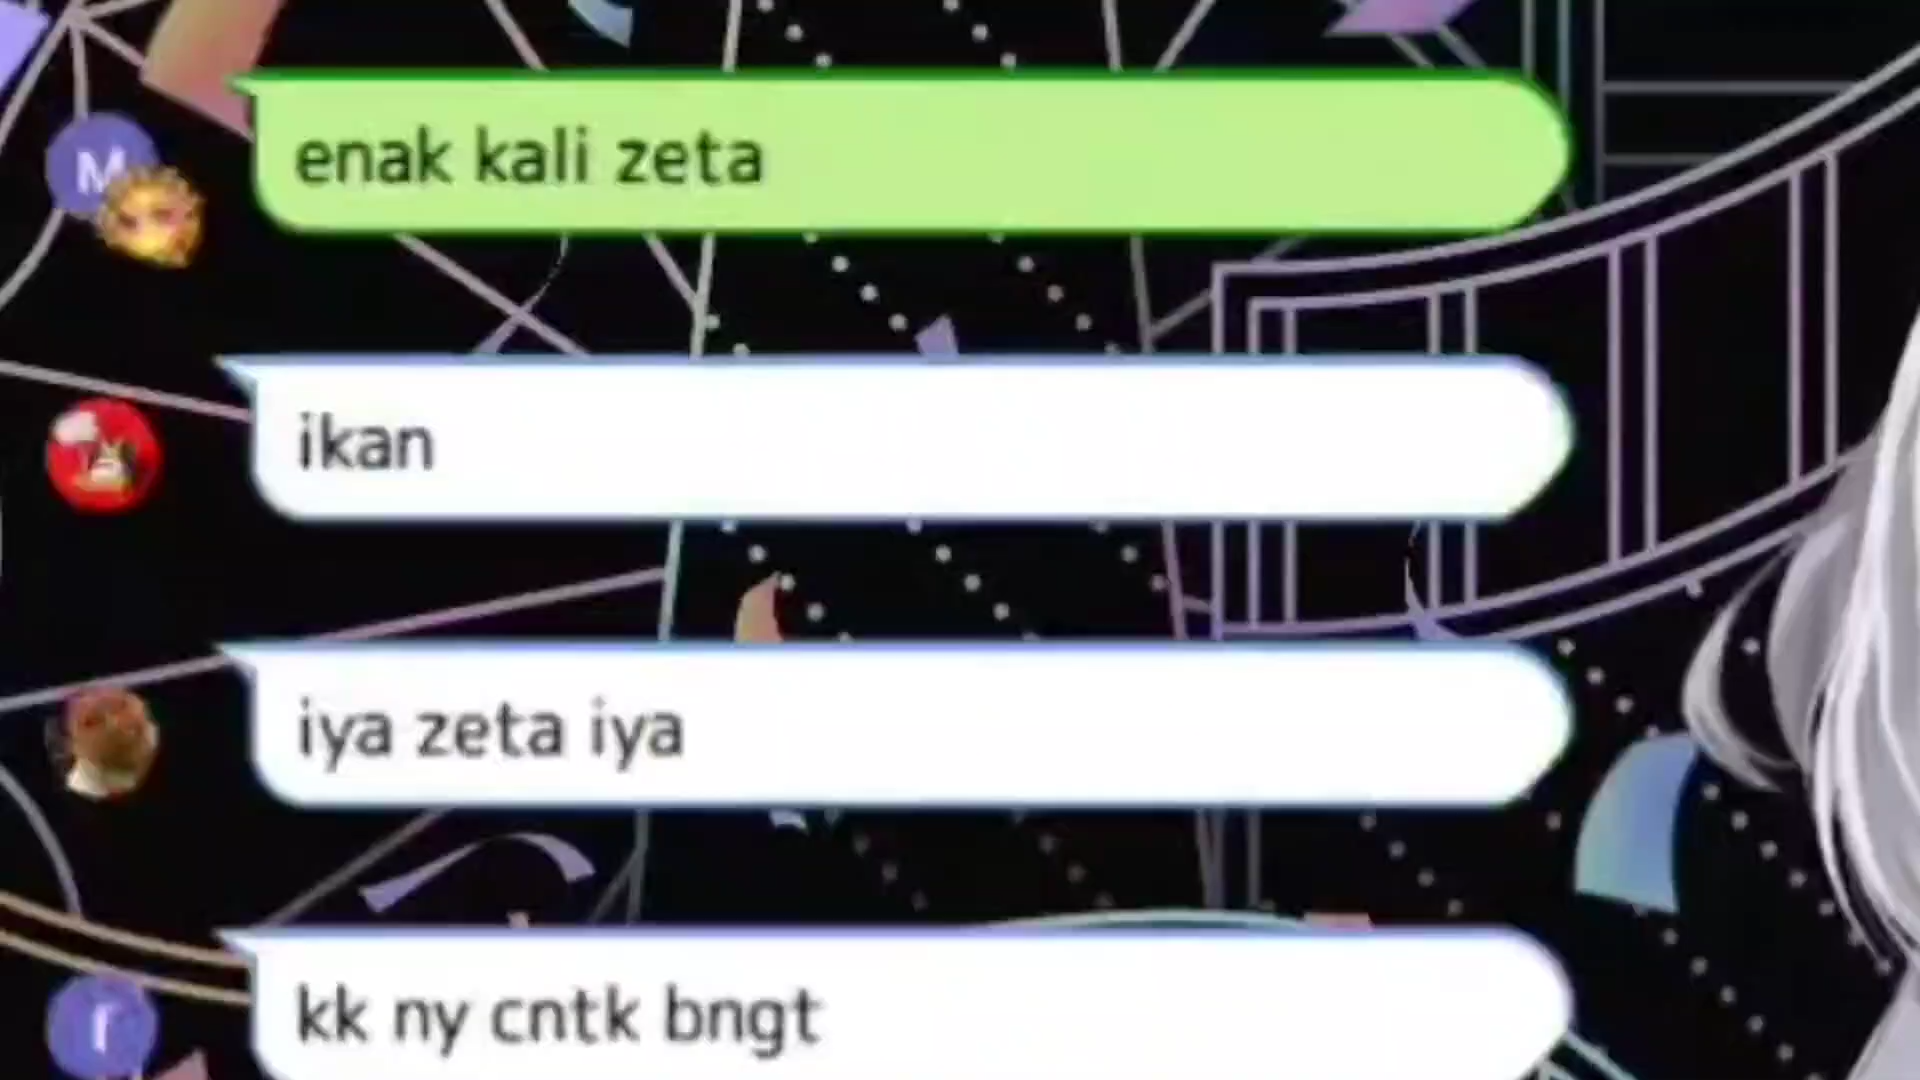 M
enak kali zeta
ikan
iya zeta iya
kk ny cntk bngt